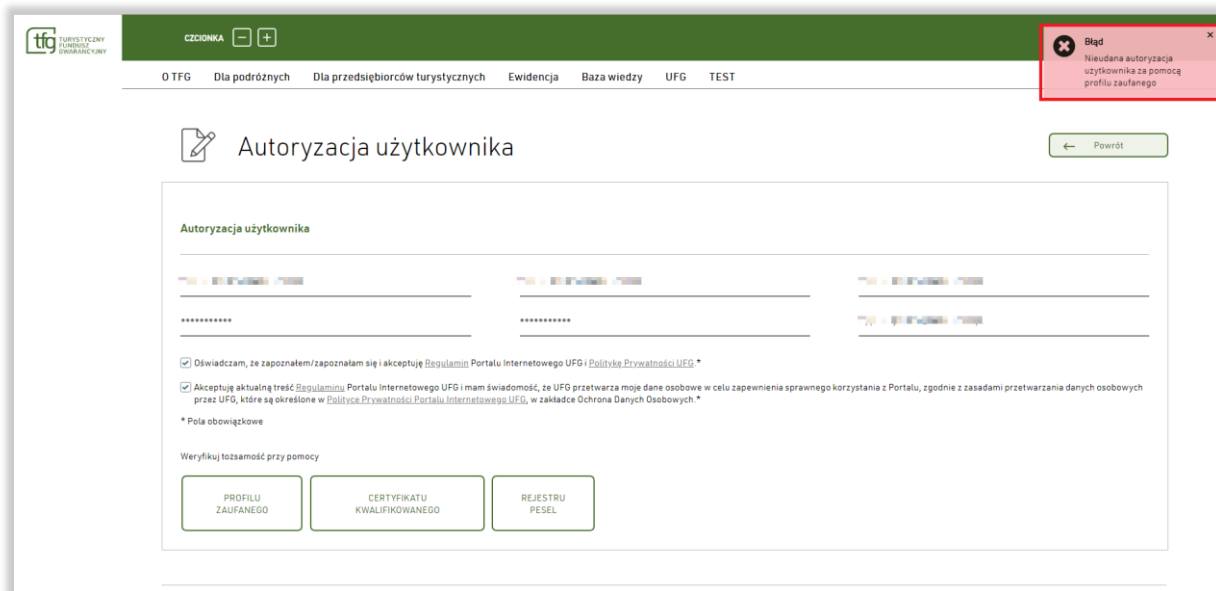 tfg TURYSTYCZNY
FUNDUSZ
GWARANCYJNY
CZCIONKA
Błąd
Nieudana autoryzacja
użytkownika za pomocą
profilu zaufanego
O TFG Dla podróżnych Dla przedsiębiorców turystycznych Ewidencja Baza wiedzy UFG TEST
Autoryzacja użytkownika
Powrót
Autoryzacja użytkownika
*********** ***********
Oświadczam, że zapoznałem/zapoznałam się i akceptuję Regulamin Portalu Internetowego UFG i Politykę Prywatności UFG.*
Akceptuję aktualną treść Regulaminu Portalu Internetowego UFG i mam świadomość, że UFG przetwarza moje dane osobowe w celu zapewnienia sprawnego korzystania z Portalu, zgodnie z zasadami przetwarzania danych osobowych
przez UFG, które są określone w Polityce Prywatności Portalu Internetowego UFG, w zakładce Ochrona Danych Osobowych.*
* Pola obowiązkowe
Weryfikuj tożsamość przy pomocy
PROFILU
ZAUFANEGO
CERTYFIKATU
KWALIFIKOWANEGO
REJESTRU
PESEL